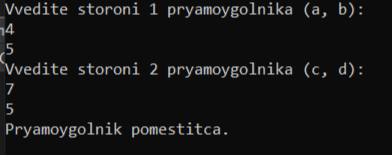 Vvedite storoni 1 pryamoygolnika (a, b):
4
5
Vvedite storoni 2 pryamoygolnika (c, d):
7
5
Pryamoygolnik pomestitca.